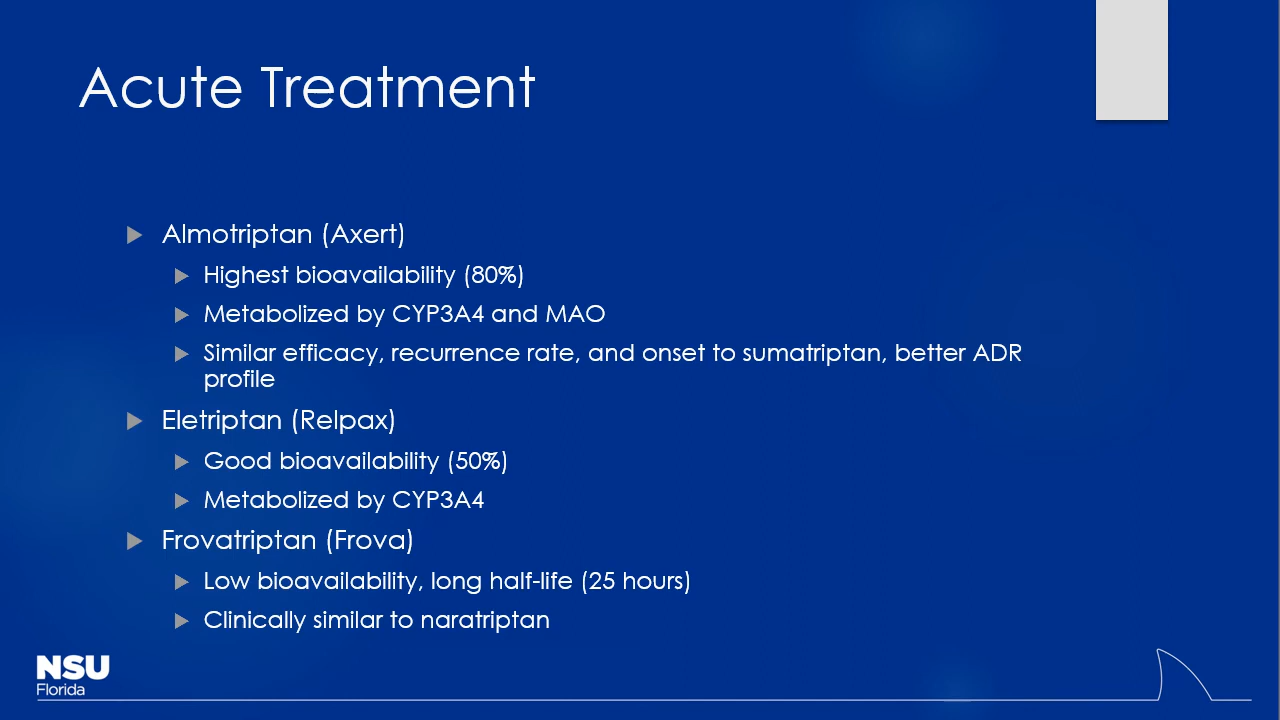 Acute Treatment
Almotriptan (Axert)
Highest bioavailability (80%)
Metabolized by CYP3A4 and MAO
Similar efficacy, recurrence rate, and onset to sumatriptan, better ADR
profile
Eletriptan (Relpax)
Good bioavailability (50%)
Metabolized by CYP3A4
Frovatriptan (Frova)
Low bioavailability, long half-life (25 hours)
Clinically similar to naratriptan
NSU
Florida